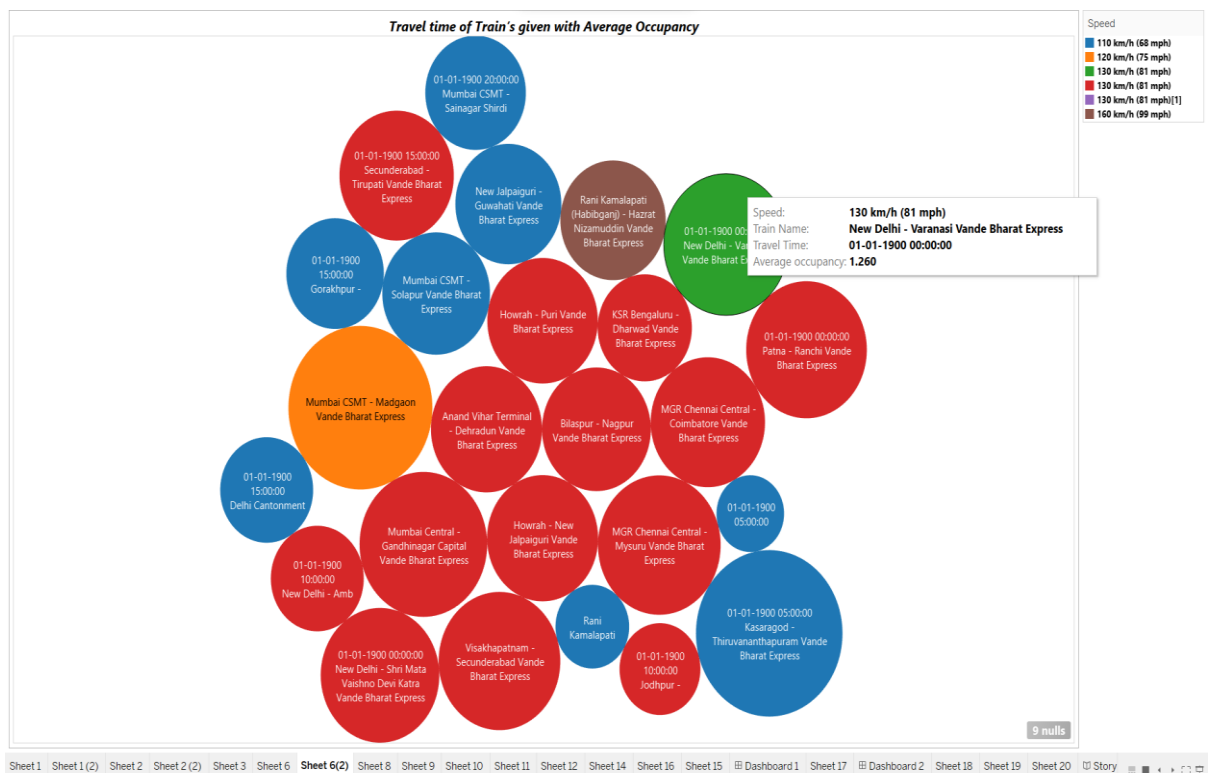 Travel time of Train's given with Average Occupancy
Speed
110 km/h (68 mph)
120 km/h (75 mph)
130 km/h (81 mph)
130 km/h (81 mph)
130 km/h (81 mph)[1]
160 km/h (99 mph)
01-01-1900 20:00:00
Mumbai CSMT -
Sainagar Shirdi
01-01-1900 15:00:00
Secunderabad -
Tirupati Vande Bharat
Express
New Jalpaiguri -
Guwahati Vande
Bharat Express
Rani Kamalapati
(Habibganj) - Hazrat
Nizamuddin Vande
Bharat Express
01-01-1900 00:
New Delhi - Var
Vande Bharat Ex
Speed: 130 km/h (81 mph)
Train Name: New Delhi - Varanasi Vande Bharat Express
Travel Time: 01-01-1900 00:00:00
Average occupancy: 1.260
01-01-1900
15:00:00
Gorakhpur -
Mumbai CSMT -
Solapur Vande Bharat
Express
Howrah - Puri Vande
Bharat Express
KSR Bengaluru -
Dharwad Vande
Bharat Express
01-01-1900 00:00:00
Patna - Ranchi Vande
Bharat Express
Mumbai CSMT - Madgaon
Vande Bharat Express
Anand Vihar Terminal
- Dehradun Vande
Bharat Express
Bilaspur - Nagpur
Vande Bharat Express
MGR Chennai Central -
Coimbatore Vande
Bharat Express
01-01-1900
15:00:00
Delhi Cantonment
Mumbai Central -
Gandhinagar Capital
Vande Bharat Express
Howrah - New
Jalpaiguri Vande
Bharat Express
MGR Chennai Central -
Mysuru Vande Bharat
Express
01-01-1900
05:00:00
01-01-1900
10:00:00
New Delhi - Amb
01-01-1900 00:00:00
New Delhi - Shri Mata
Vaishno Devi Katra
Vande Bharat Express
Visakhapatnam -
Secunderabad Vande
Bharat Express
Rani
Kamalapati
01-01-1900
10:00:00
Jodhpur -
01-01-1900 05:00:00
Kasaragod -
Thiruvananthapuram Vande
Bharat Express
9 nulls
Sheet 1 Sheet 1 (2) Sheet 2 Sheet 2 (2) Sheet 3 Sheet 6 Sheet 6(2) Sheet 8 Sheet 9 Sheet 10 Sheet 11 Sheet 12 Sheet 14 Sheet 16 Sheet 15 Dashboard 1 Sheet 17 Dashboard 2 Sheet 18 Sheet 19 Sheet 20 Story